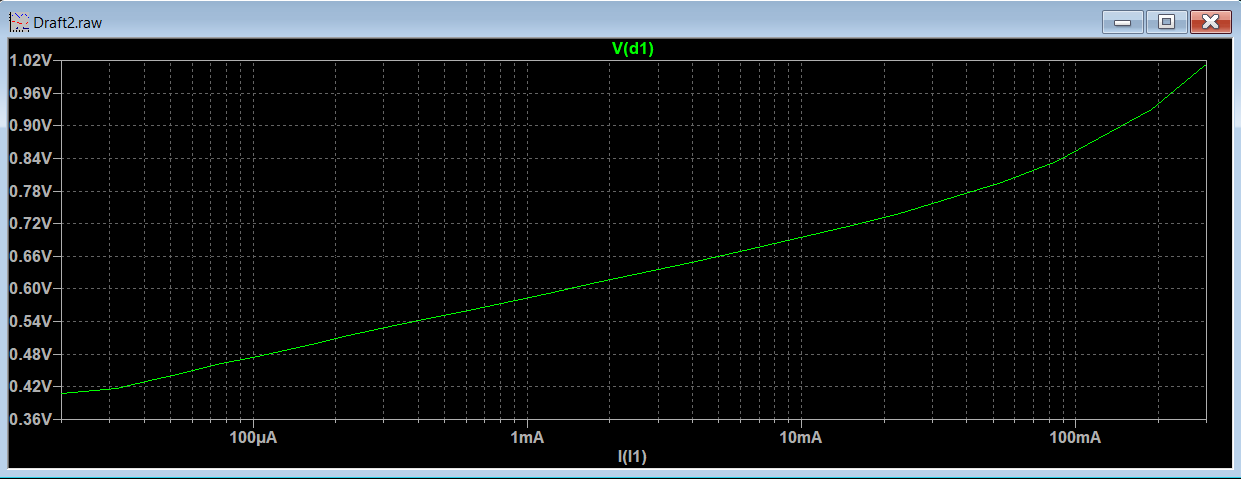 Draft2.raw
V(d1)
1.02V
0.96V
0.90V
0.84V
0.78V
0.72V
0.66V
0.60V
0.54V
0.48V
0.42V
0.36V
100µA 1mA 10mA 100mA
I(I1)